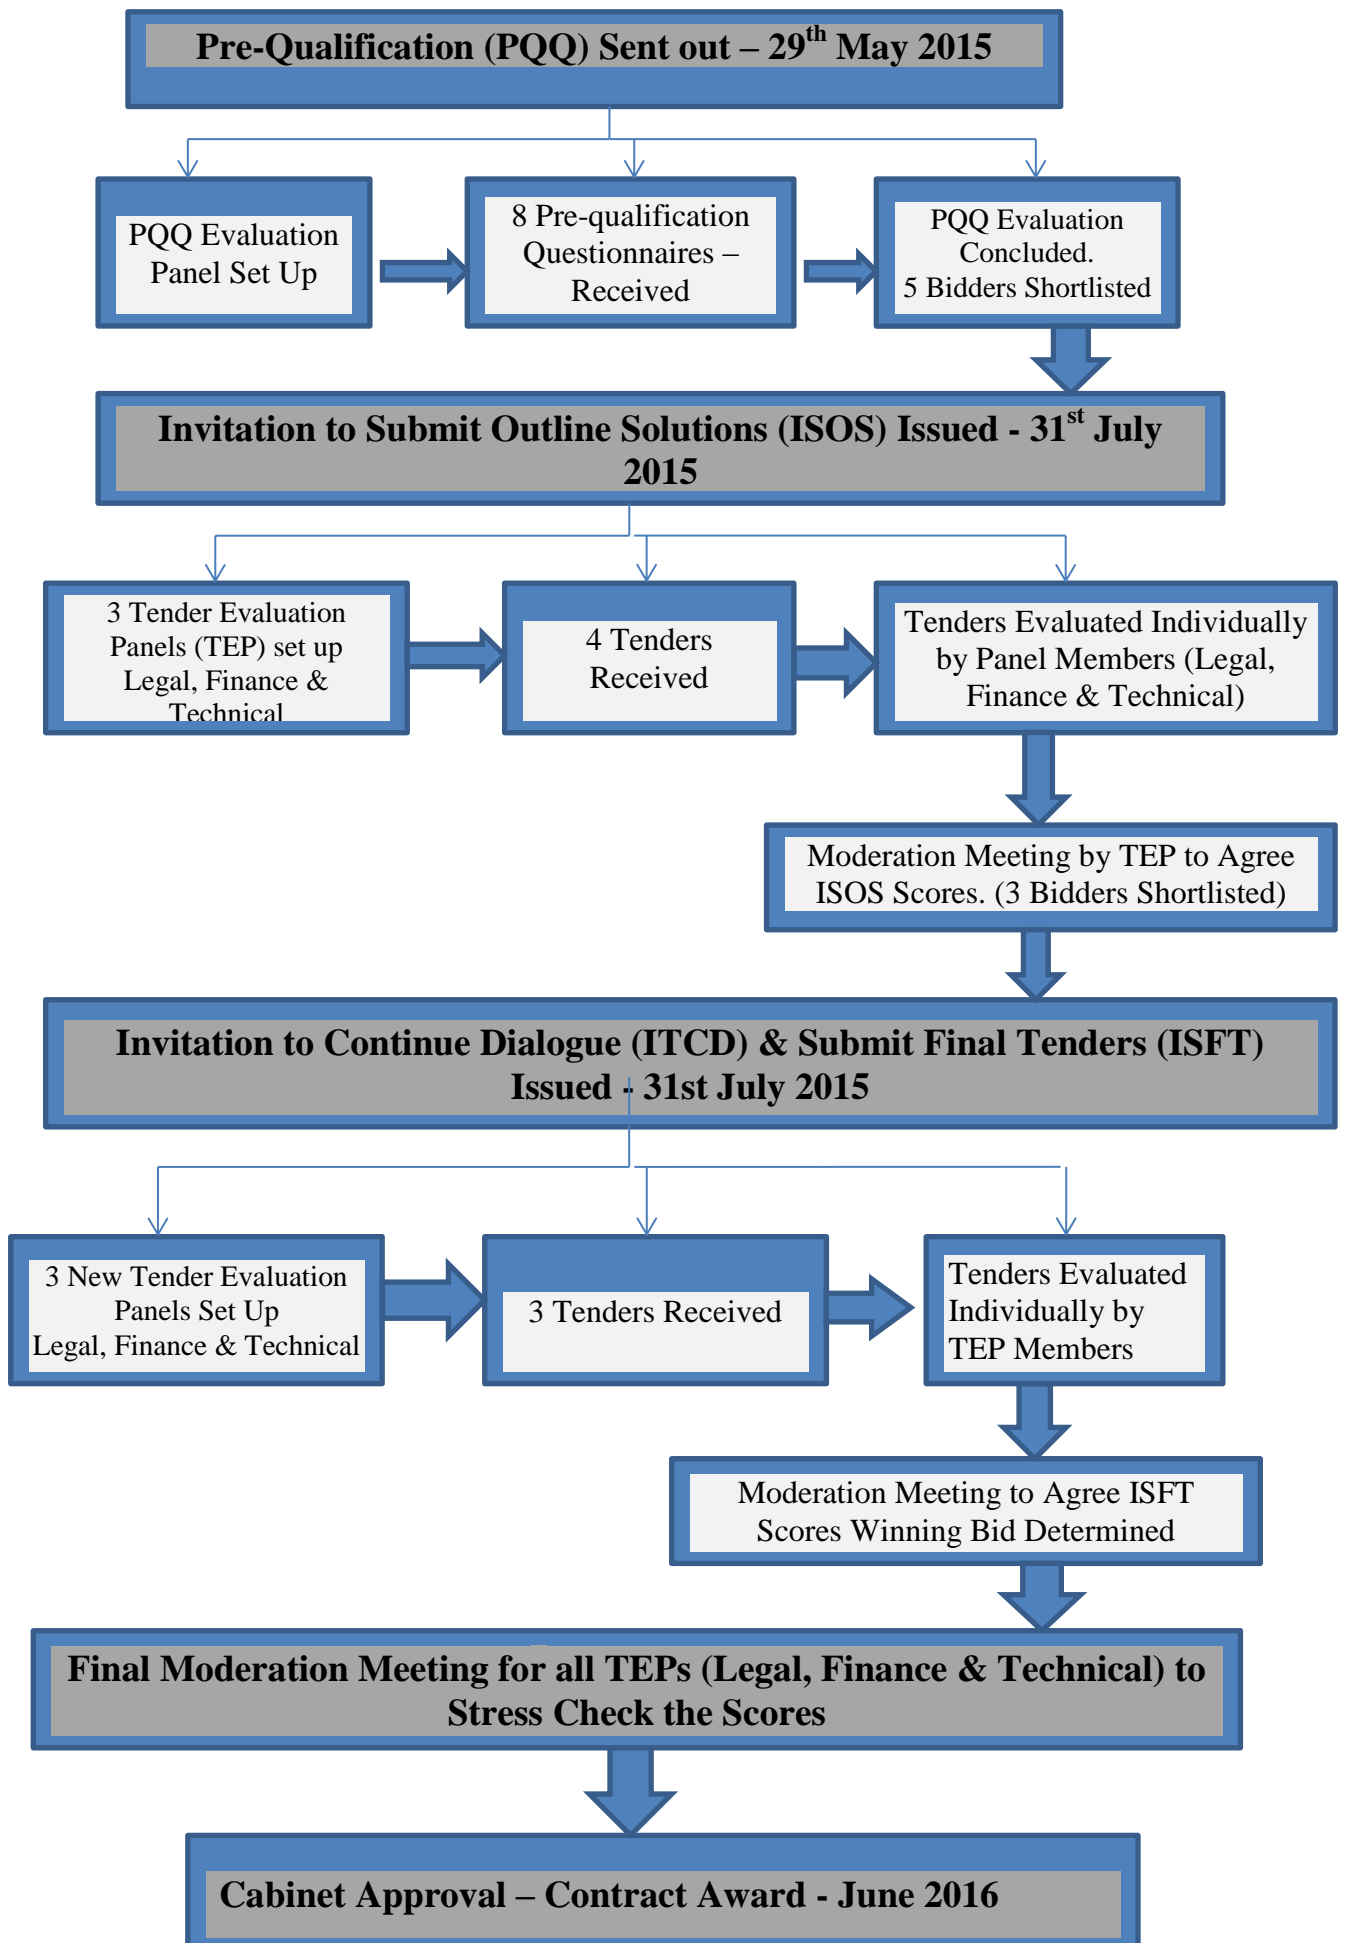 Pre-Qualification (PQQ) Sent out – 29th May 2015
PQQ Evaluation
Panel Set Up
8 Pre-qualification
Questionnaires –
Received
PQQ Evaluation
Concluded.
5 Bidders Shortlisted
Invitation to Submit Outline Solutions (ISOS) Issued - 31st July
2015
3 Tender Evaluation
Panels (TEP) set up
Legal, Finance &
Technical
4 Tenders
Received
Tenders Evaluated Individually
by Panel Members (Legal,
Finance & Technical)
Moderation Meeting by TEP to Agree
ISOS Scores. (3 Bidders Shortlisted)
Invitation to Continue Dialogue (ITCD) & Submit Final Tenders (ISFT)
Issued - 31st July 2015
3 New Tender Evaluation
Panels Set Up
Legal, Finance & Technical
3 Tenders Received
Tenders Evaluated
Individually by
TEP Members
Moderation Meeting to Agree ISFT
Scores Winning Bid Determined
Final Moderation Meeting for all TEPs (Legal, Finance & Technical) to
Stress Check the Scores
Cabinet Approval – Contract Award - June 2016